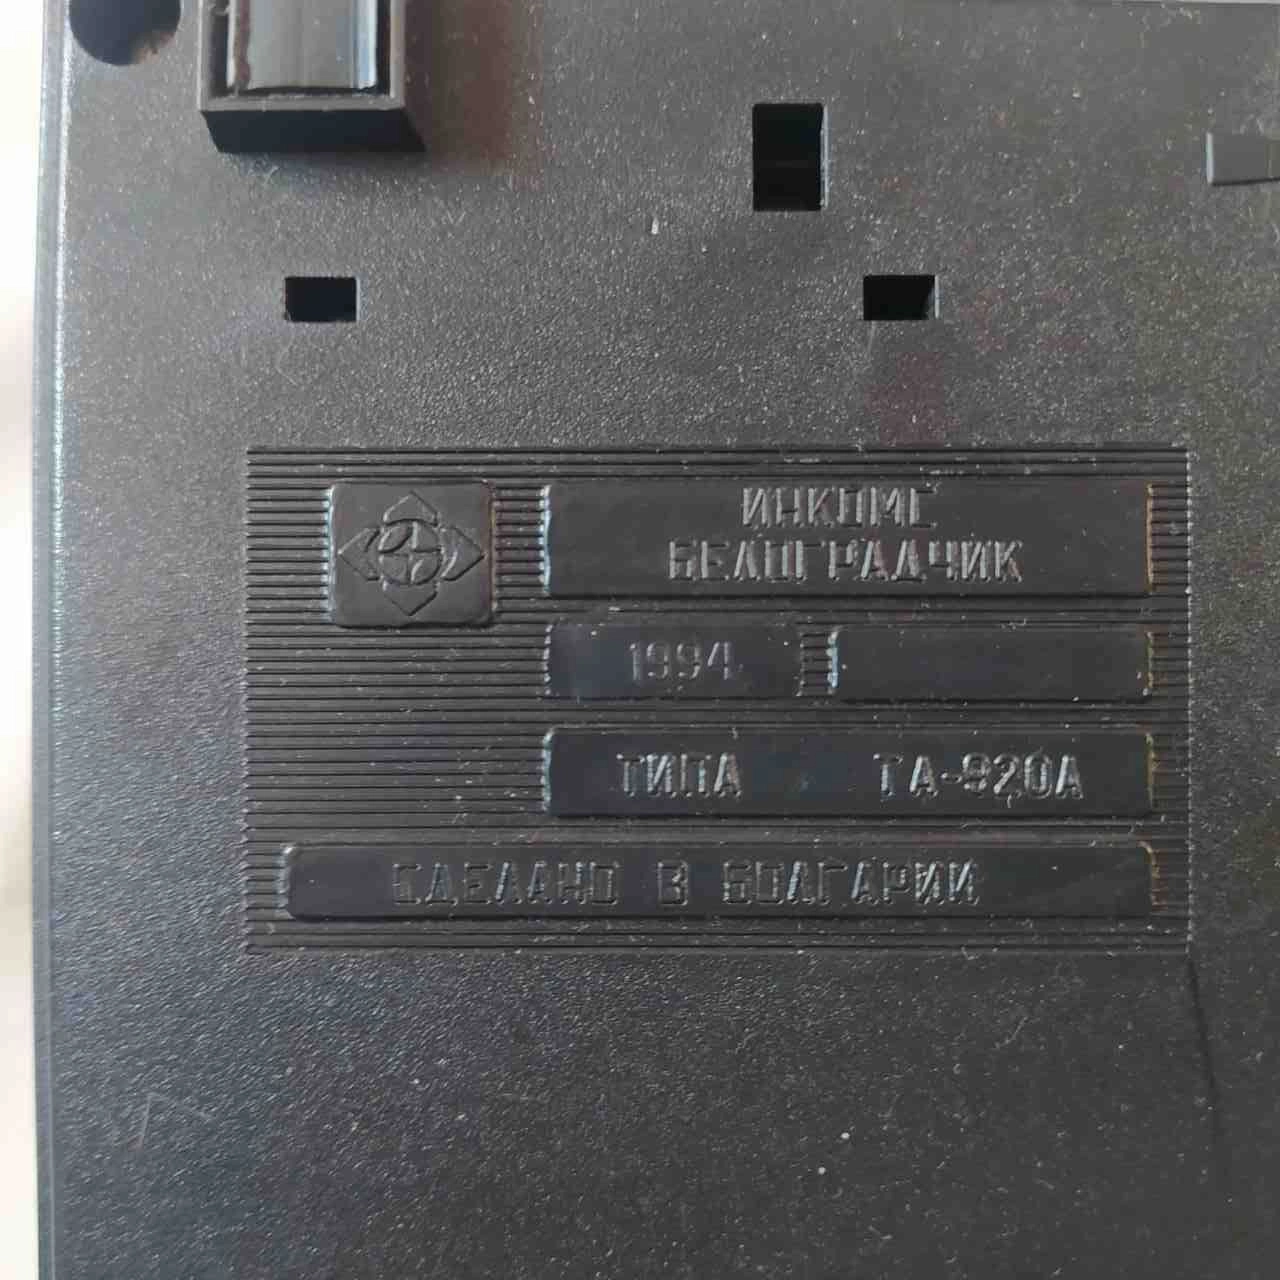 ИНКОМС
БЕЛОГРАДЧИК
1994
ТИПА ТА-920А
СДЕЛАНО В БОЛГАРИИ